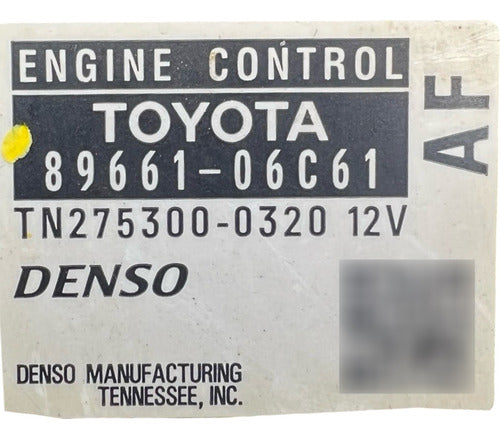 ENGINE CONTROL
AF
TOYOTA
89661-06C61
TN275300-0320 12V
DENSO
DENSO MANUFACTURING
TENNESSEE, INC.